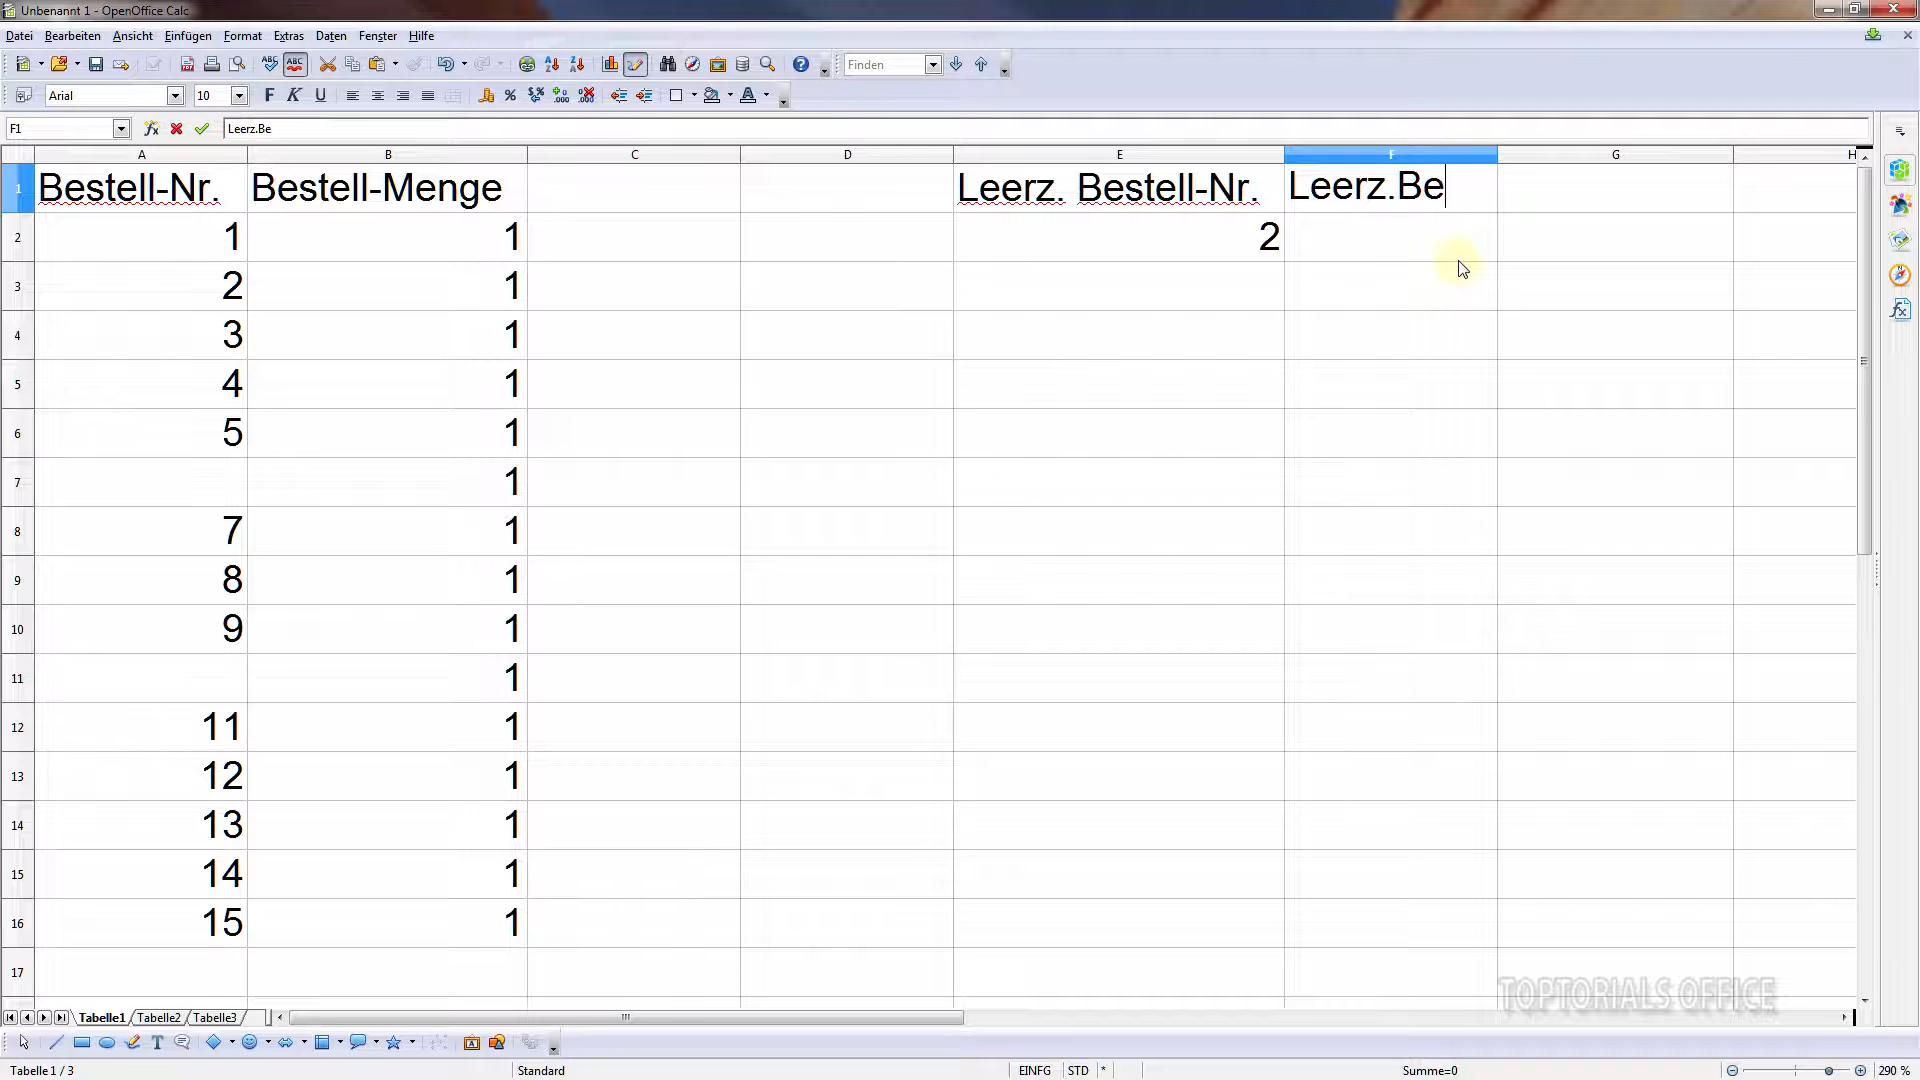 Unbenannt 1 - OpenOffice Calc
Datei Bearbeiten Ansicht Einfügen Format Extras Daten Fenster Hilfe
Finden
Arial 10
F1 Leerz.Be
A B C D E F G H
1 Bestell-Nr. Bestell-Menge Leerz. Bestell-Nr. Leerz.Be
2 1 1 2
3 2 1
4 3 1
5 4 1
6 5 1
7 1
8 7 1
9 8 1
10 9 1
11 1
12 11 1
13 12 1
14 13 1
15 14 1
16 15 1
17
TOPTORIALS OFFICE
Tabelle1 Tabelle2 Tabelle3
Tabelle 1 / 3 Standard EINFG STD * Summe=0 290 %